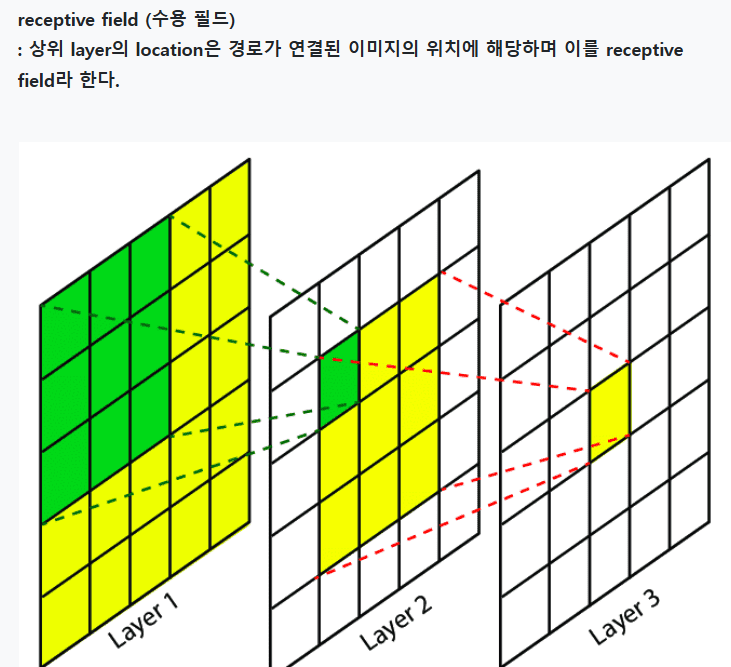 receptive field (수용 필드)
: 상위 layer의 location은 경로가 연결된 이미지의 위치에 해당하며 이를 receptive
field라 한다.
Layer 1
Layer 2
Layer 3